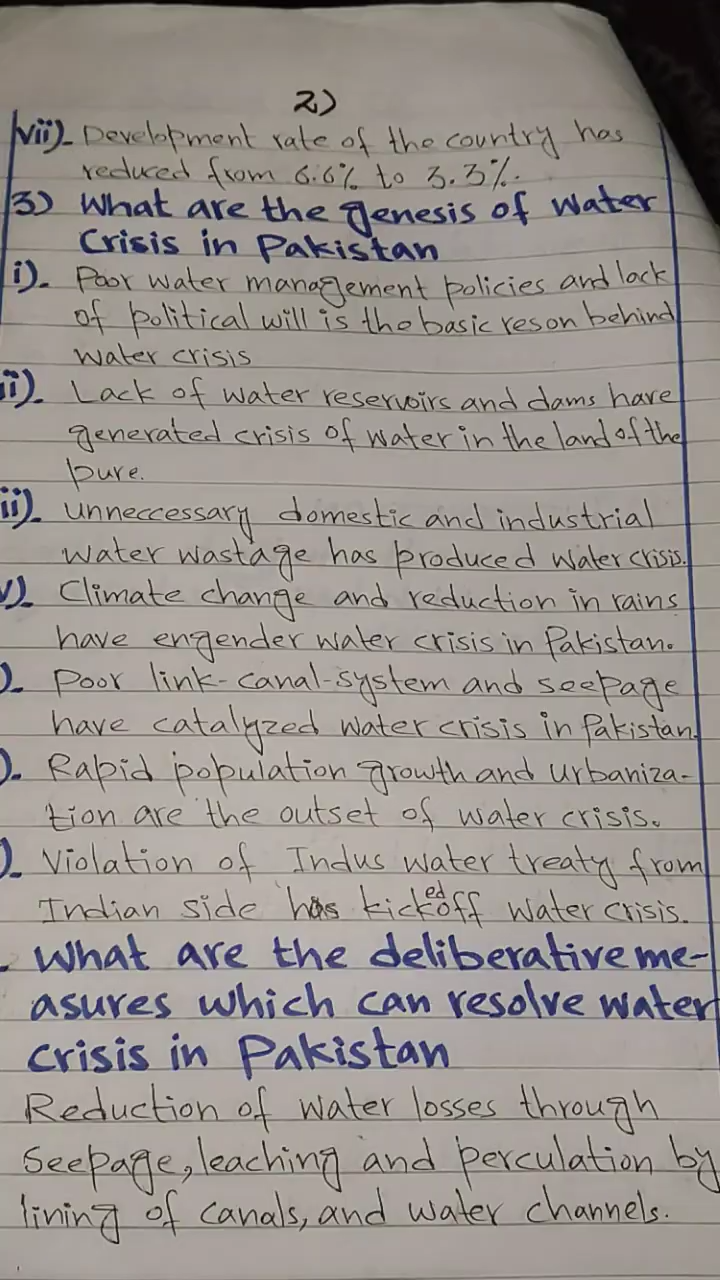 2)
vii). Development rate of the country has
reduced from 6.6% to 3.3%.
3) What are the genesis of water
Crisis in Pakistan
i). Poor water management policies and lack
of political will is the basic reson behind
water crisis
ii). Lack of water reservoirs and dams have
generated crisis of water in the land of the
pure.
ii). unneccessary domestic and industrial
water wastage has produced water crisis.
v). Climate change and reduction in rains
have engender water crisis in Pakistan.
). Poor link-canal-system and seepage
have catalyzed water crisis in Pakistan.
). Rapid population growth and urbaniza-
tion are the outset of water crisis.
). Violation of Indus water treaty from
Indian side has kickedoff water crisis.
. What are the deliberative me-
asures which can resolve water
crisis in Pakistan
Reduction of water losses through
seepage, leaching and perculation by
lining of canals, and water channels.